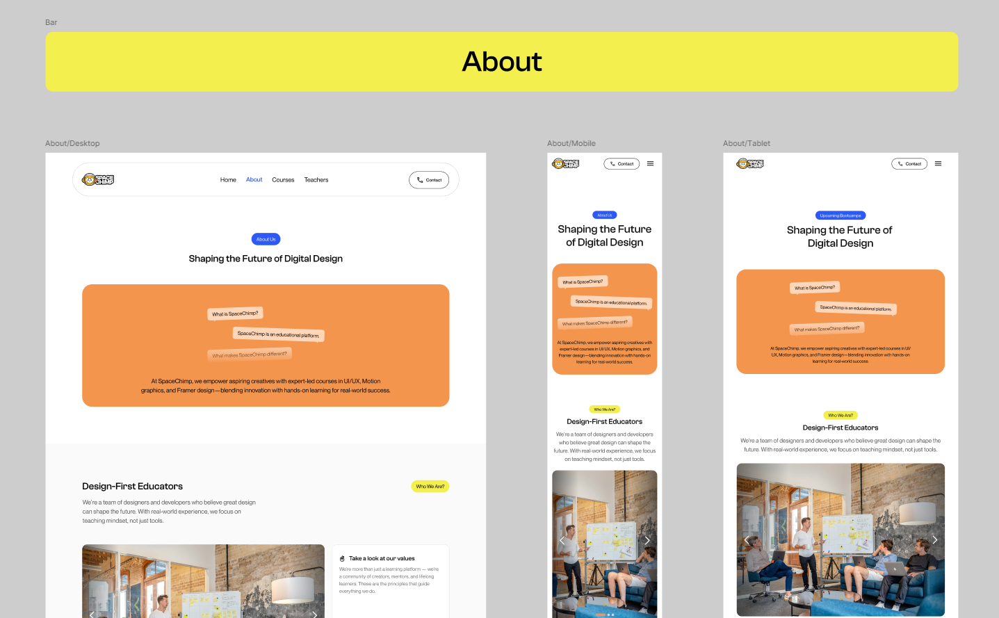 Bar
About
About/Desktop
SPACE
CHIMP
Home
About
Courses
Teachers
Contact
About Us
Shaping the Future of Digital Design
What is SpaceChimp?
SpaceChimp is an educational platform.
What makes SpaceChimp different?
At SpaceChimp, we empower aspiring creatives with expert-led courses in UI/UX, Motion
graphics, and Framer design—blending innovation with hands-on learning for real-world success.
Design-First Educators
Who We Are?
We're a team of designers and developers who believe great design
can shape the future. With real-world experience, we focus on
teaching mindset, not just tools.
Take a look at our values
We're more than just a learning platform — we're
a community of creators, mentors, and lifelong
learners. These are the principles that guide
everything we do.
About/Mobile
SPACE
CHIMP
Contact
About Us
Shaping the Future
of Digital Design
What is SpaceChimp?
SpaceChimp is an educational platform.
What makes SpaceChimp different?
At SpaceChimp, we empower aspiring creatives with
expert-led courses in UI/UX, Motion graphics, and
Framer design—blending innovation with hands-on
learning for real-world success.
Who We Are?
Design-First Educators
We're a team of designers and developers
who believe great design can shape the
future. With real-world experience, we focus
on teaching mindset, not just tools.
About/Tablet
SPACE
CHIMP
Contact
Upcoming Bootcamps
Shaping the Future of
Digital Design
What is SpaceChimp?
SpaceChimp is an educational platform.
What makes SpaceChimp different?
At SpaceChimp, we empower aspiring creatives with expert-led courses in UI/
UX, Motion graphics, and Framer design—blending innovation with hands-on
learning for real-world success.
Who We Are?
Design-First Educators
We're a team of designers and developers who believe great design can shape the
future. With real-world experience, we focus on teaching mindset, not just tools.